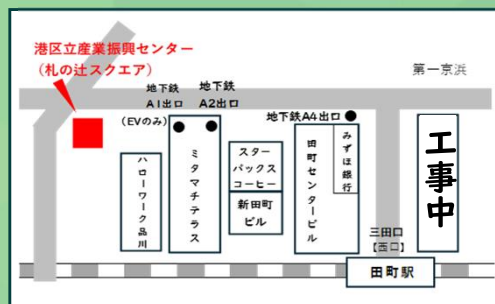 港区立産業振興センター
（札の辻スクエア）
第一京浜
地下鉄
A1出口
(EVのみ)
地下鉄
A2出口
地下鉄A4出口
ハローワーク品川
ミタマチテラス
スター
バックス
コーヒー
新田町
ビル
田町センタービル
みずほ銀行
工事中
三田口
【西口】
田町駅